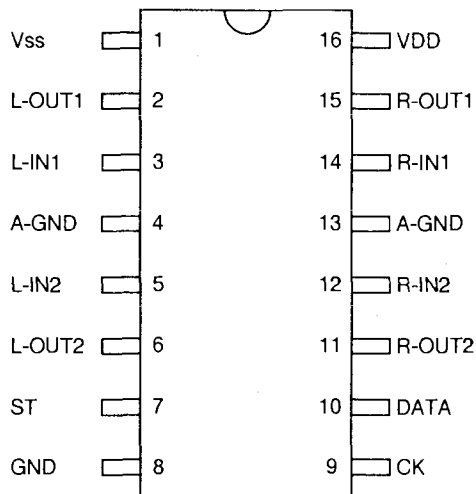 Vss 1 16 VDD
L-OUT1 2 15 R-OUT1
L-IN1 3 14 R-IN1
A-GND 4 13 A-GND
L-IN2 5 12 R-IN2
L-OUT2 6 11 R-OUT2
ST 7 10 DATA
GND 8 9 CK